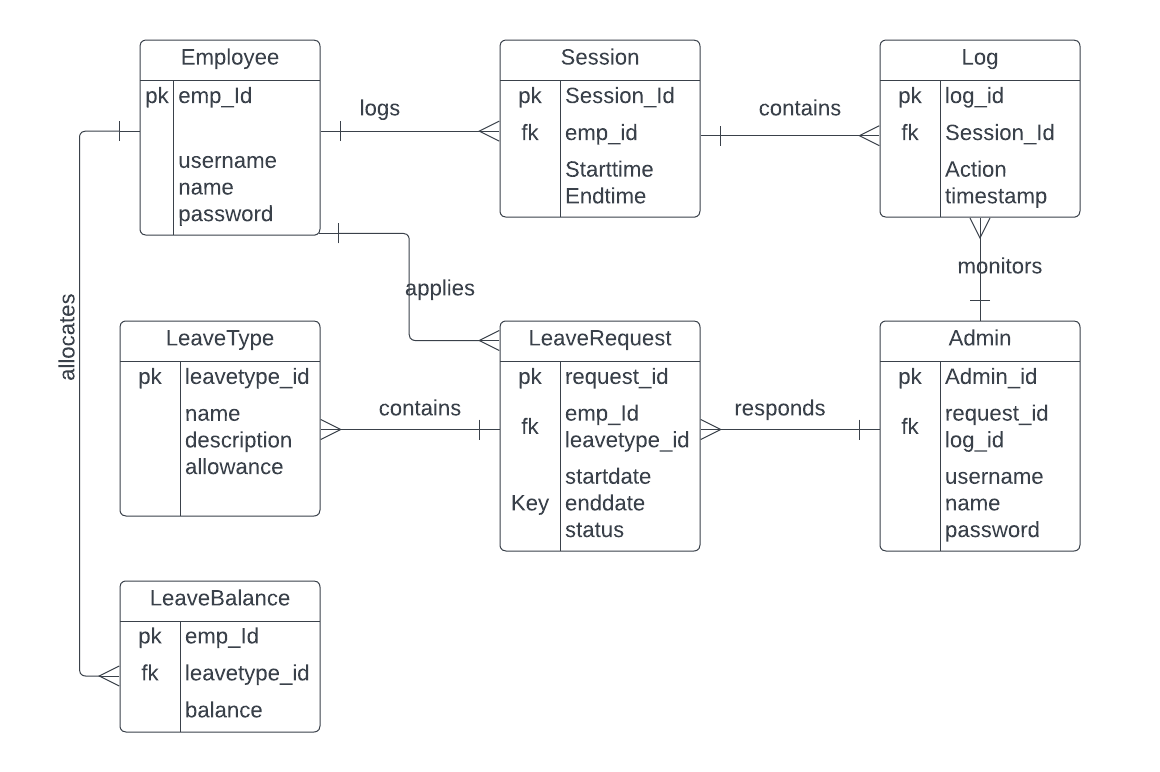 Employee
pk emp_Id
username
name
password
logs
Session
pk Session_Id
fk emp_id
Starttime
Endtime
contains
Log
pk log_id
fk Session_Id
Action
timestamp
applies
monitors
allocates
LeaveType
pk leavetype_id
name
description
allowance
contains
LeaveRequest
pk request_id
fk emp_Id
leavetype_id
startdate
Key enddate
status
responds
Admin
pk Admin_id
fk request_id
log_id
username
name
password
LeaveBalance
pk emp_Id
fk leavetype_id
balance